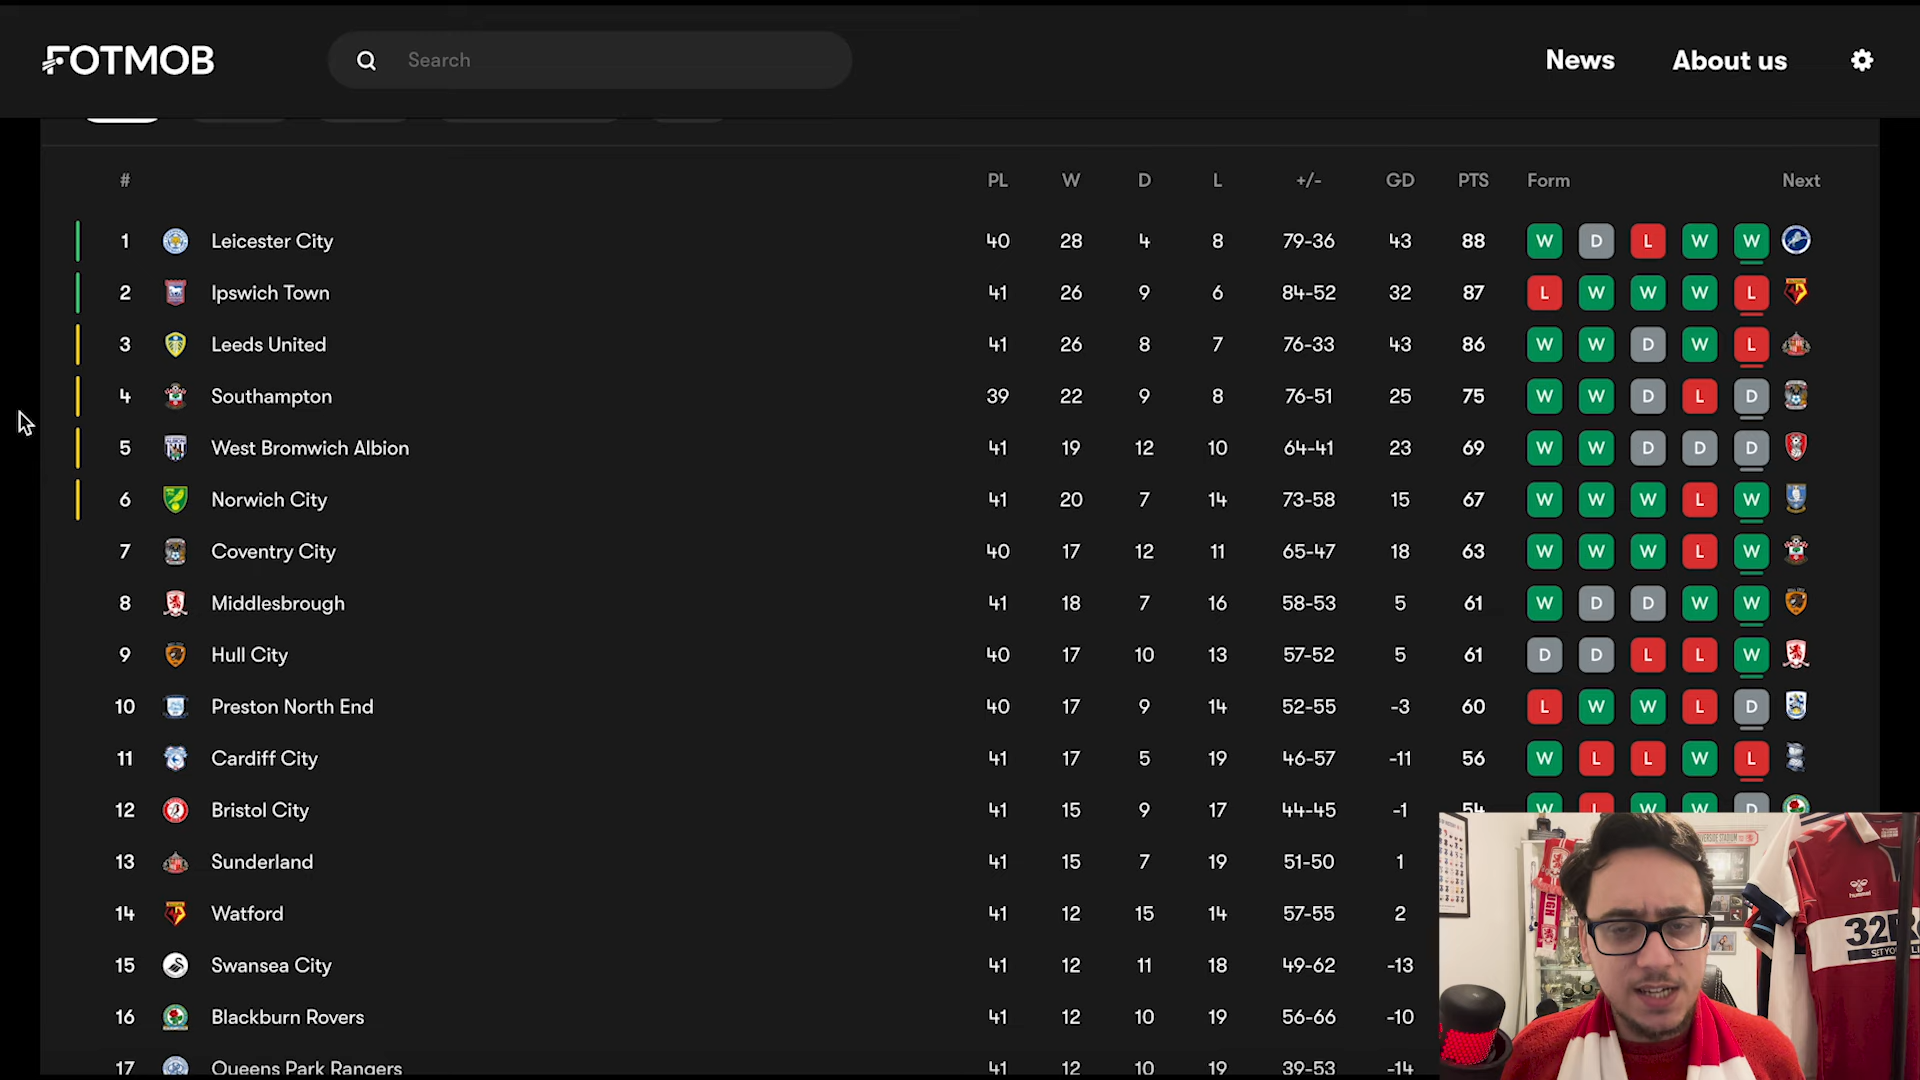 FOTMOB Search News About us
# PL W D L +/- GD PTS Form Next
1 Leicester City 40 28 4 8 79-36 43 88 W D L W W
2 Ipswich Town 41 26 9 6 84-52 32 87 L W W W L
3 Leeds United 41 26 8 7 76-33 43 86 W W D W L
4 Southampton 39 22 9 8 76-51 25 75 W W D L D
5 West Bromwich Albion 41 19 12 10 64-41 23 69 W W D D D
6 Norwich City 41 20 7 14 73-58 15 67 W W W L W
7 Coventry City 40 17 12 11 65-47 18 63 W W W L W
8 Middlesbrough 41 18 7 16 58-53 5 61 W D D W W
9 Hull City 40 17 10 13 57-52 5 61 D D L L W
10 Preston North End 40 17 9 14 52-55 -3 60 L W W L D
11 Cardiff City 41 17 5 19 46-57 -11 56 W L L W L
12 Bristol City 41 15 9 17 44-45 -1 54 W L W W D
13 Sunderland 41 15 7 19 51-50 1
14 Watford 41 12 15 14 57-55 2
15 Swansea City 41 12 11 18 49-62 -13
16 Blackburn Rovers 41 12 10 19 56-66 -10
17 Queens Park Rangers 41 12 10 19 39-53 -14
hummel
32R